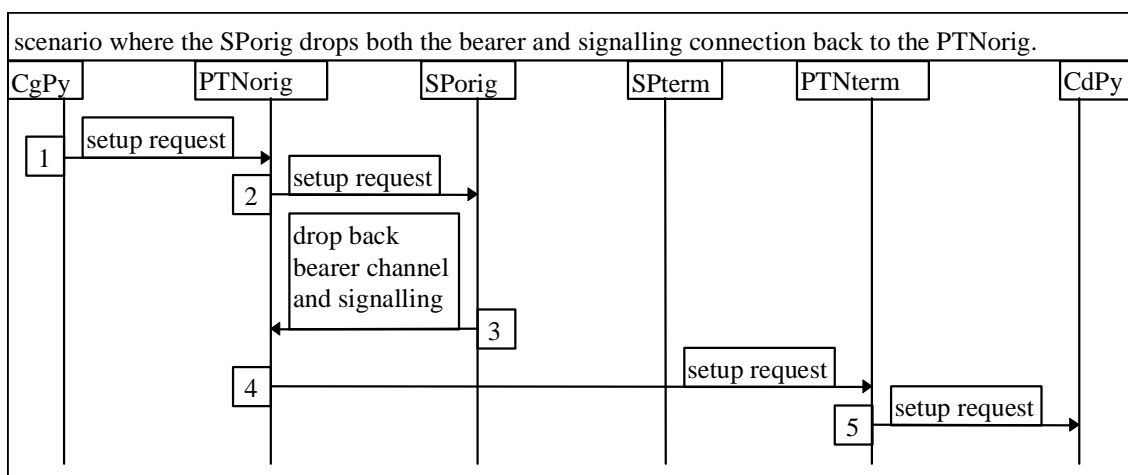 scenario where the SPorig drops both the bearer and signalling connection back to the PTNorig.
CgPy PTNorig SPorig SPterm PTNterm CdPy
1 setup request
2 setup request
drop back
bearer channel
and signalling
3
4 setup request
5 setup request